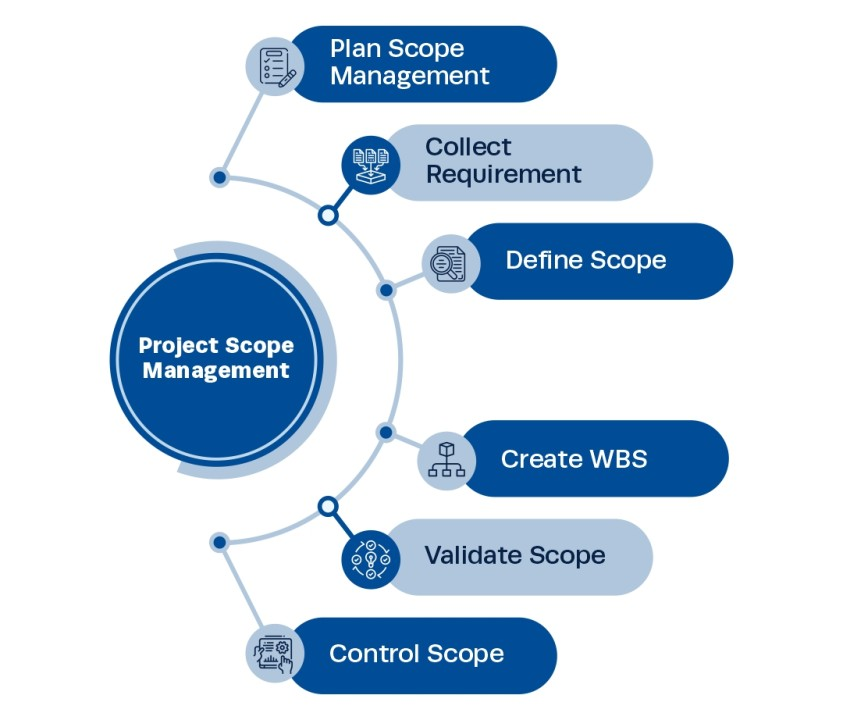 Plan Scope
Management
Collect
Requirement
Define Scope
Project Scope
Management
Create WBS
Validate Scope
Control Scope